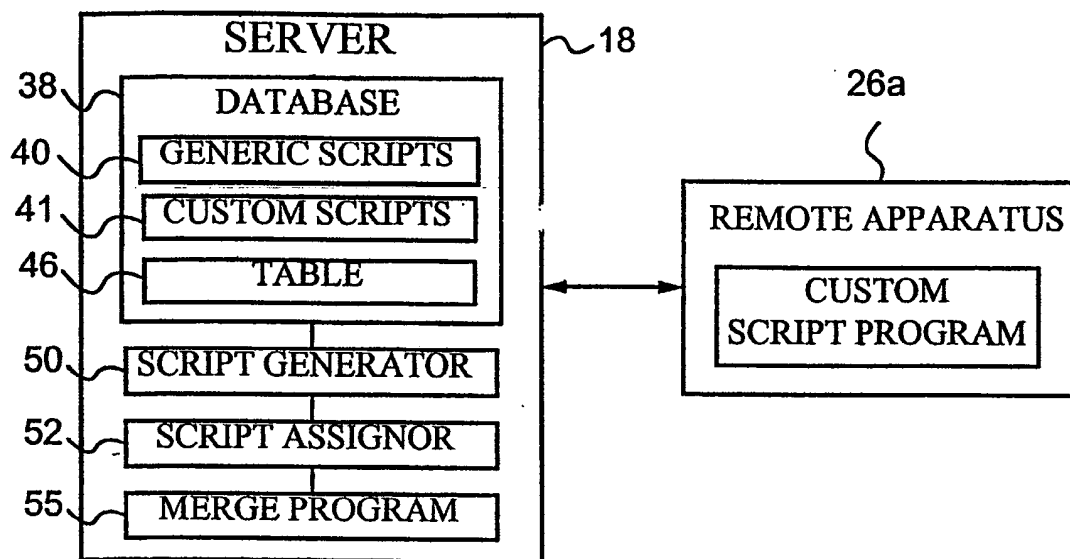 SERVER
18
38
DATABASE
40
GENERIC SCRIPTS
41
CUSTOM SCRIPTS
46
TABLE
50
SCRIPT GENERATOR
52
SCRIPT ASSIGNOR
55
MERGE PROGRAM
26a
REMOTE APPARATUS
CUSTOM
SCRIPT PROGRAM